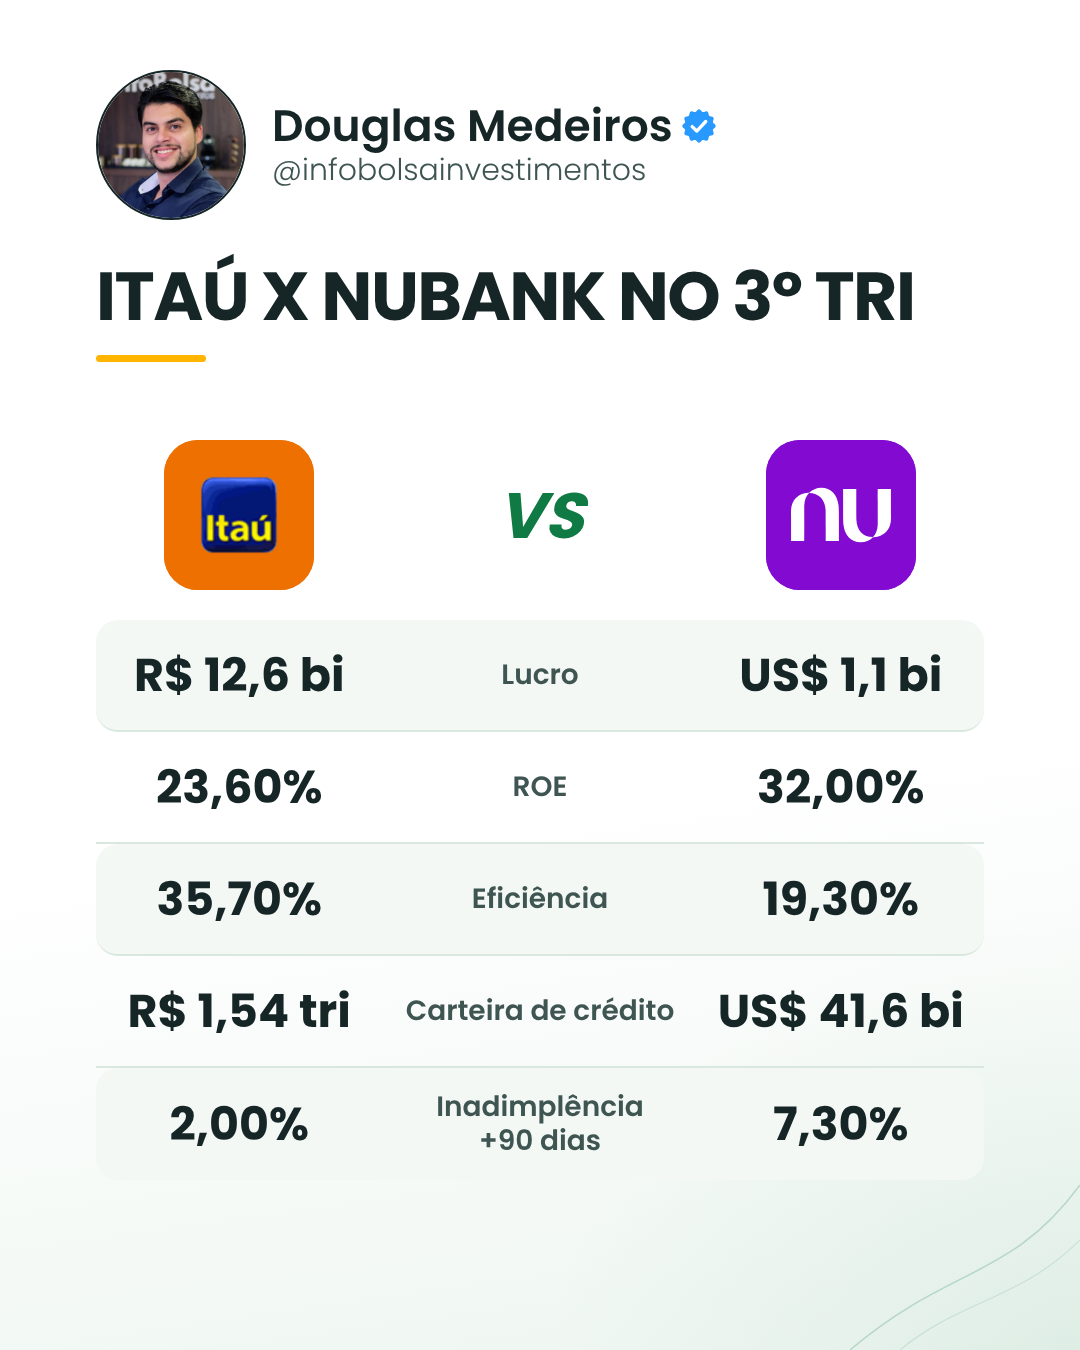 Douglas Medeiros
@infobolsainvestimentos
ITAÚ X NUBANK NO 3º TRI
Itaú
VS
nu
R$ 12,6 bi Lucro US$ 1,1 bi
23,60% ROE 32,00%
35,70% Eficiência 19,30%
R$ 1,54 tri Carteira de crédito US$ 41,6 bi
2,00% Inadimplência +90 dias 7,30%